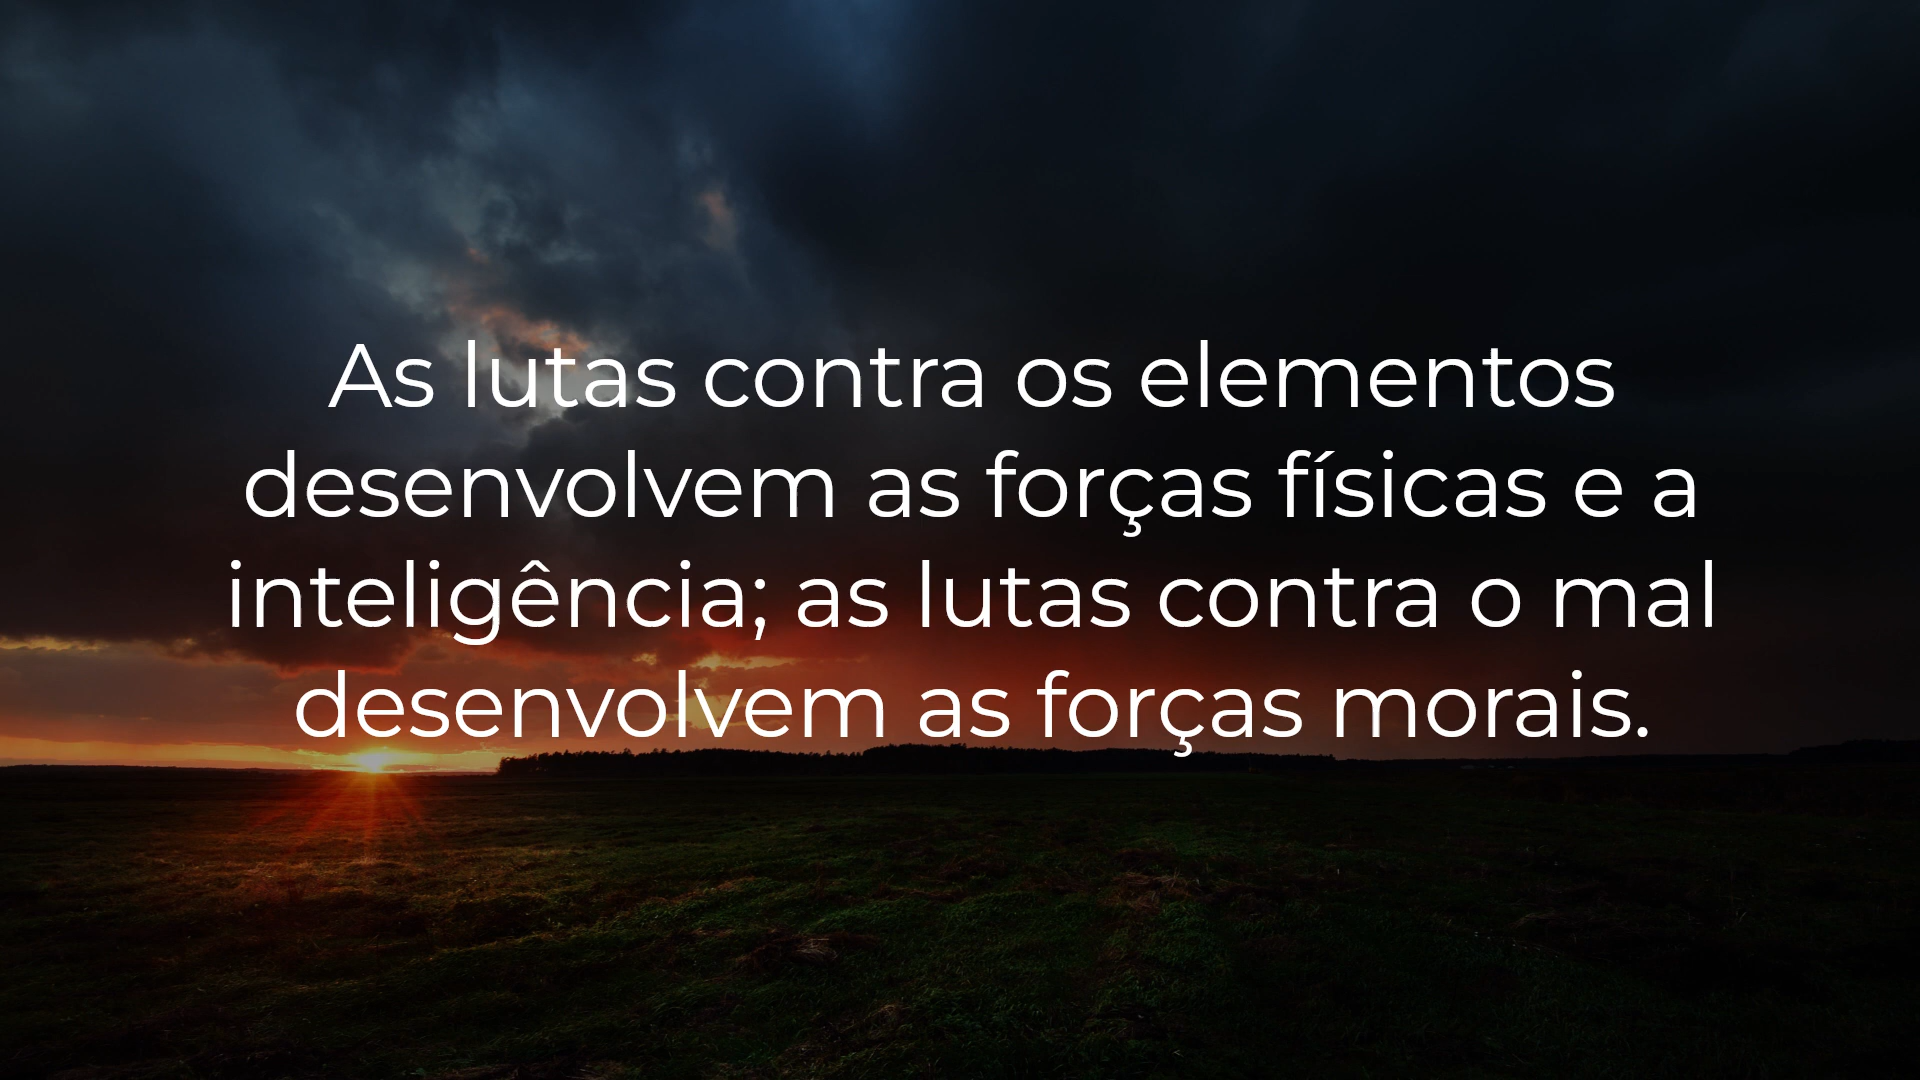 As lutas contra os elementos
desenvolvem as forças físicas e a
inteligência; as lutas contra o mal
desenvolvem as forças morais.